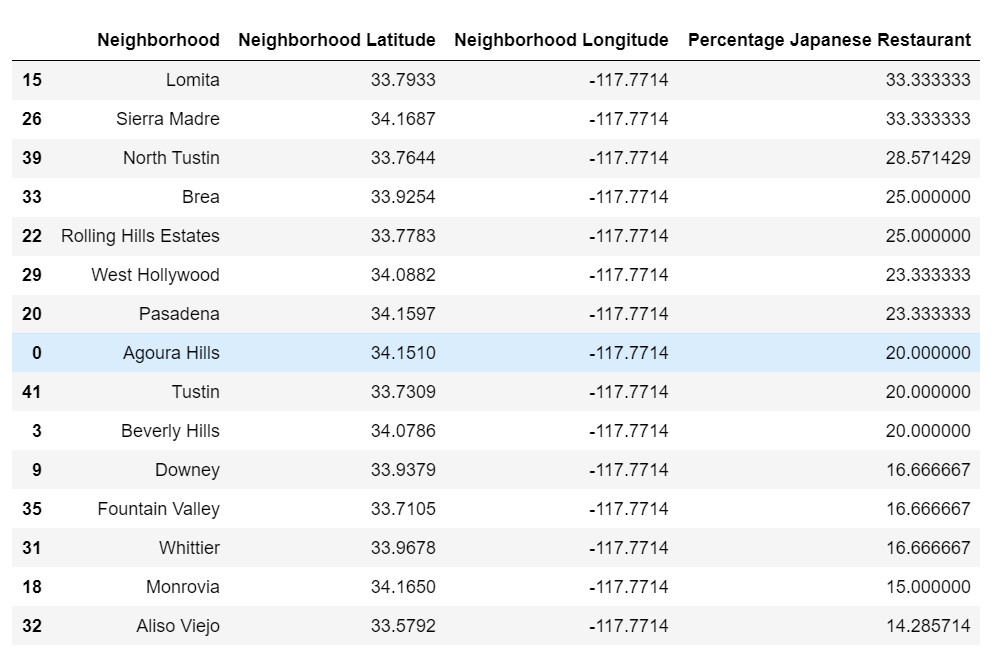 Neighborhood Neighborhood Latitude Neighborhood Longitude Percentage Japanese Restaurant
15 Lomita 33.7933 -117.7714 33.333333
26 Sierra Madre 34.1687 -117.7714 33.333333
39 North Tustin 33.7644 -117.7714 28.571429
33 Brea 33.9254 -117.7714 25.000000
22 Rolling Hills Estates 33.7783 -117.7714 25.000000
29 West Hollywood 34.0882 -117.7714 23.333333
20 Pasadena 34.1597 -117.7714 23.333333
0 Agoura Hills 34.1510 -117.7714 20.000000
41 Tustin 33.7309 -117.7714 20.000000
3 Beverly Hills 34.0786 -117.7714 20.000000
9 Downey 33.9379 -117.7714 16.666667
35 Fountain Valley 33.7105 -117.7714 16.666667
31 Whittier 33.9678 -117.7714 16.666667
18 Monrovia 34.1650 -117.7714 15.000000
32 Aliso Viejo 33.5792 -117.7714 14.285714